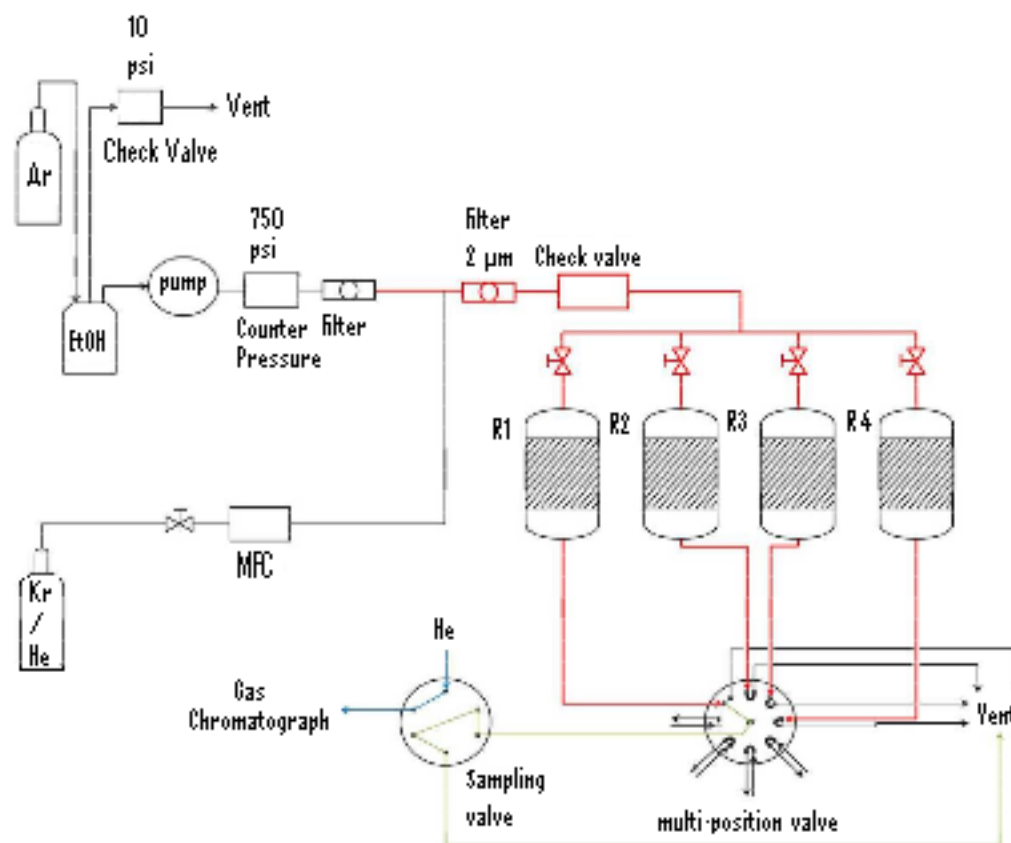 10
psi
Vent
Check Valve
Ar
750
psi
filter
2 µm
Check valve
pump
EtOH
Counter
Pressure
filter
R1
R2
R3
R4
MFC
Kr
/
He
He
Gas
Chromatograph
Vent
Sampling
valve
multi-position valve